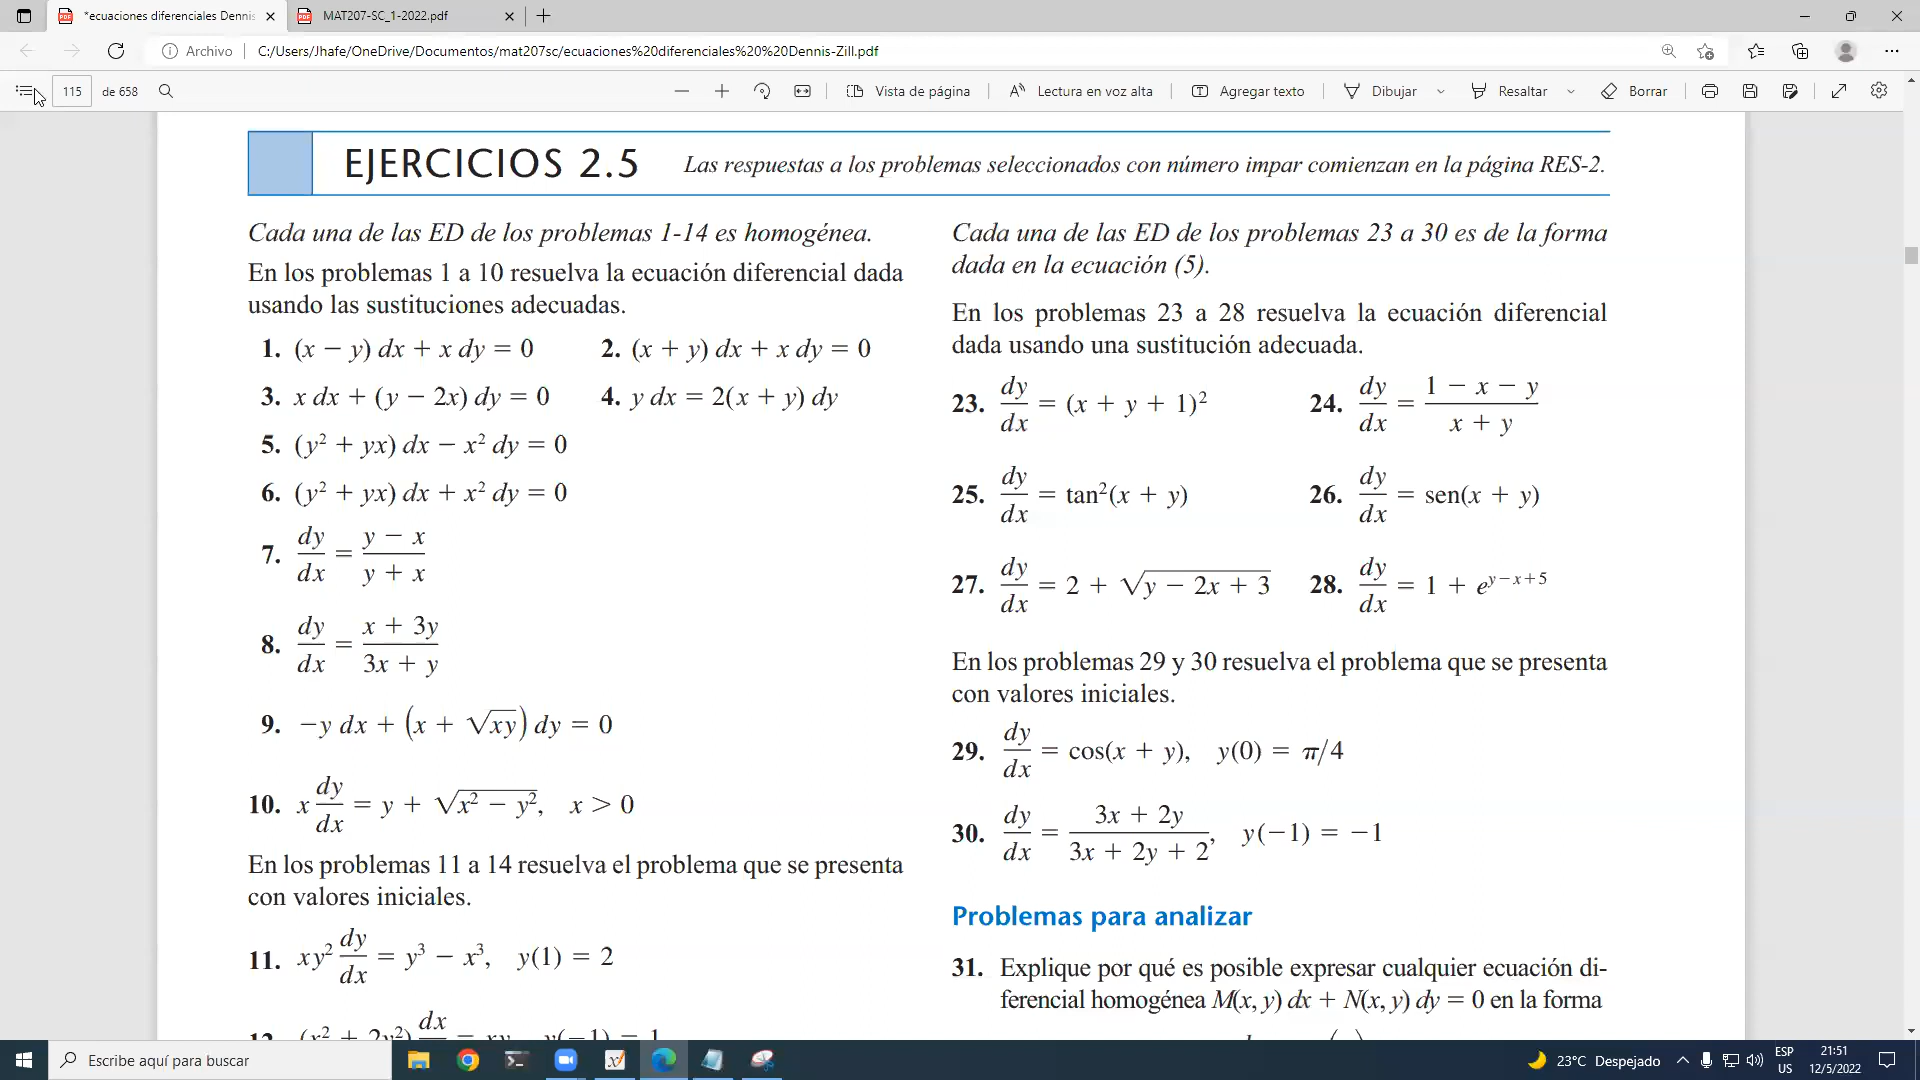 *ecuaciones diferenciales Dennis
MAT207-SC_1-2022.pdf
Archivo
C:/Users/Jhafe/OneDrive/Documentos/mat207sc/ecuaciones%20diferenciales%20%20Dennis-Zill.pdf
115 de 658
Vista de página
Lectura en voz alta
Agregar texto
Dibujar
Resaltar
Borrar
EJERCICIOS 2.5 Las respuestas a los problemas seleccionados con número impar comienzan en la página RES-2.
Cada una de las ED de los problemas 1-14 es homogénea.
En los problemas 1 a 10 resuelva la ecuación diferencial dada
usando las sustituciones adecuadas.
1. (x − y) dx + x dy = 0 2. (x + y) dx + x dy = 0
3. x dx + (y − 2x) dy = 0 4. y dx = 2(x + y) dy
5. (y² + yx) dx − x² dy = 0
6. (y² + yx) dx + x² dy = 0
7. dy/dx = (y − x)/(y + x)
8. dy/dx = (x + 3y)/(3x + y)
9. −y dx + (x + √xy) dy = 0
10. x dy/dx = y + √(x² − y²), x > 0
En los problemas 11 a 14 resuelva el problema que se presenta
con valores iniciales.
11. xy² dy/dx = y³ − x³, y(1) = 2
12. (x² + 2y²) dx = xy, y(−1) = 1
Cada una de las ED de los problemas 23 a 30 es de la forma
dada en la ecuación (5).
En los problemas 23 a 28 resuelva la ecuación diferencial
dada usando una sustitución adecuada.
23. dy/dx = (x + y + 1)² 24. dy/dx = (1 − x − y)/(x + y)
25. dy/dx = tan²(x + y) 26. dy/dx = sen(x + y)
27. dy/dx = 2 + √(y − 2x + 3) 28. dy/dx = 1 + e^(y−x+5)
En los problemas 29 y 30 resuelva el problema que se presenta
con valores iniciales.
29. dy/dx = cos(x + y), y(0) = π/4
30. dy/dx = (3x + 2y)/(3x + 2y + 2), y(−1) = −1
Problemas para analizar
31. Explique por qué es posible expresar cualquier ecuación di-
ferencial homogénea M(x, y) dx + N(x, y) dy = 0 en la forma
Escribe aquí para buscar
23°C Despejado
ESP
US
21:51
12/5/2022